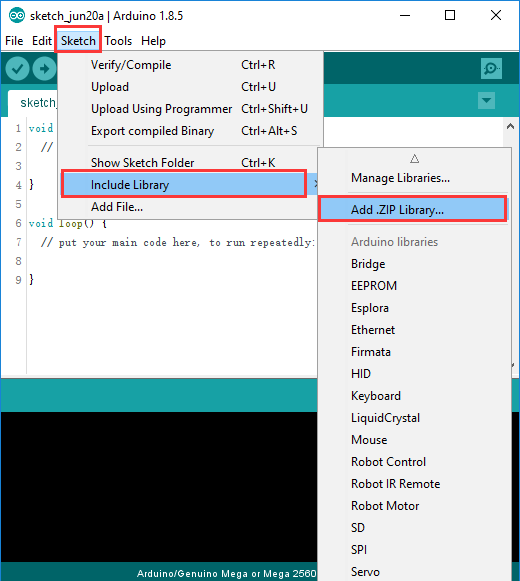 sketch_jun20a | Arduino 1.8.5
File Edit Sketch Tools Help
Verify/Compile Ctrl+R
Upload Ctrl+U
Upload Using Programmer Ctrl+Shift+U
Export compiled Binary Ctrl+Alt+S
Show Sketch Folder Ctrl+K
Include Library
Add File...
Manage Libraries...
Add .ZIP Library...
Arduino libraries
Bridge
EEPROM
Esplora
Ethernet
Firmata
HID
Keyboard
LiquidCrystal
Mouse
Robot Control
Robot IR Remote
Robot Motor
SD
SPI
Servo
sketch_
1 void
2 //
3
4 }
5
6 void loop() {
7 // put your main code here, to run repeatedly:
8
9 }
Arduino/Genuino Mega or Mega 2560